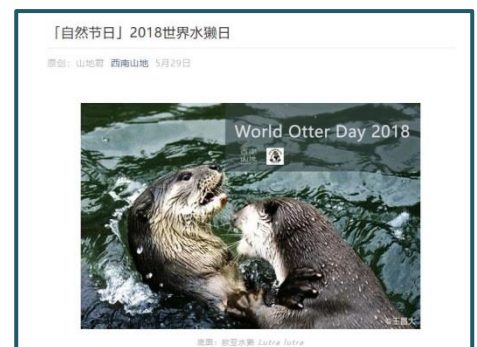 「自然节日」2018世界水獭日
原创：山地君 西南山地 5月29日
World Otter Day 2018
西南
山地
©王昌大
底图：欧亚水獭 Lutra lutra